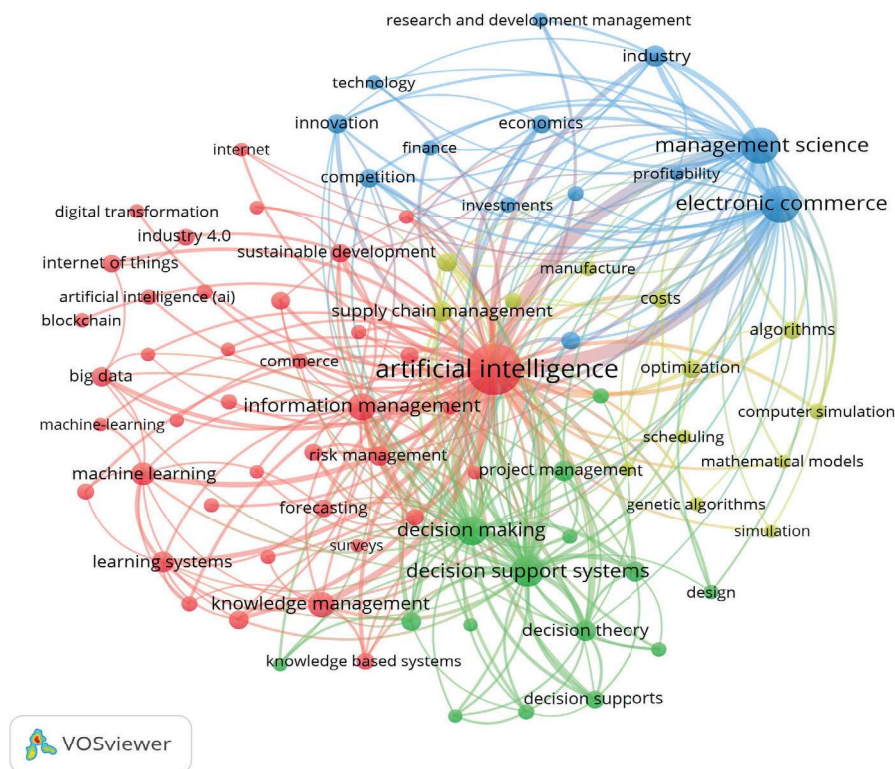 research and development management
industry
technology
innovation
economics
finance
management science
internet
competition
profitability
digital transformation
investments
electronic commerce
industry 4.0
sustainable development
internet of things
manufacture
artificial intelligence (ai)
costs
supply chain management
blockchain
algorithms
commerce
artificial intelligence
optimization
big data
information management
computer simulation
machine-learning
scheduling
risk management
mathematical models
machine learning
project management
forecasting
genetic algorithms
decision making
simulation
surveys
learning systems
decision support systems
design
knowledge management
decision theory
knowledge based systems
decision supports
VOSviewer